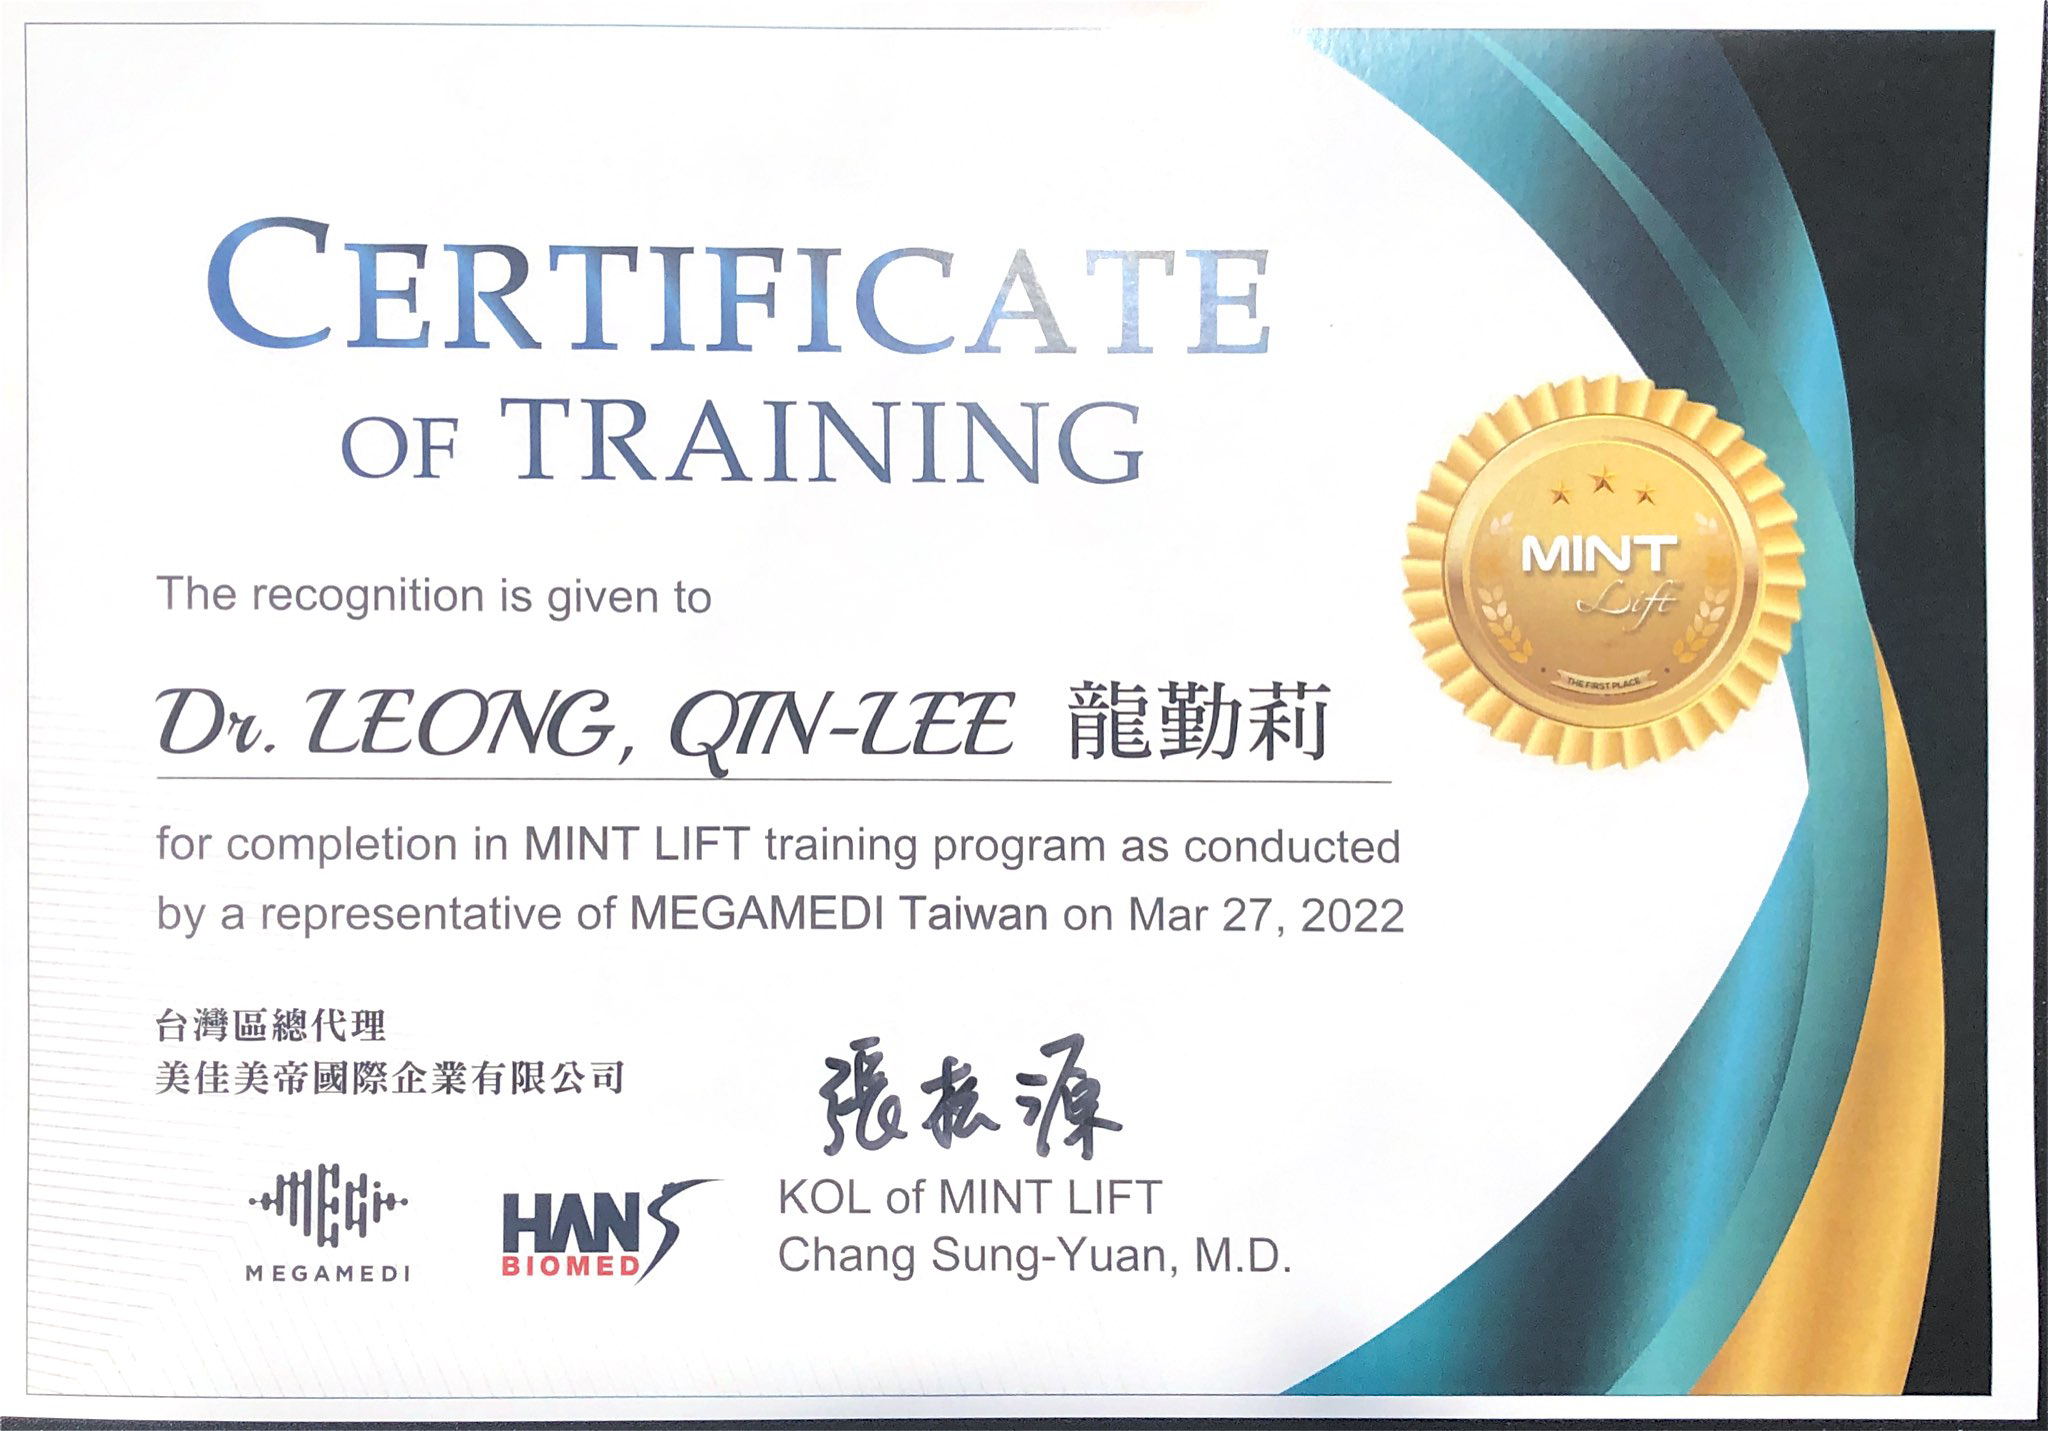 CERTIFICATE
OF TRAINING
The recognition is given to
Dr. LEONG, QIN-LEE 龍勤莉
for completion in MINT LIFT training program as conducted
by a representative of MEGAMEDI Taiwan on Mar 27, 2022
MINT
Lift
THE FIRST PLACE
台灣區總代理
美佳美帝國際企業有限公司
張振源
MEGA
MEGAMEDI
HANS
BIOMED
KOL of MINT LIFT
Chang Sung-Yuan, M.D.